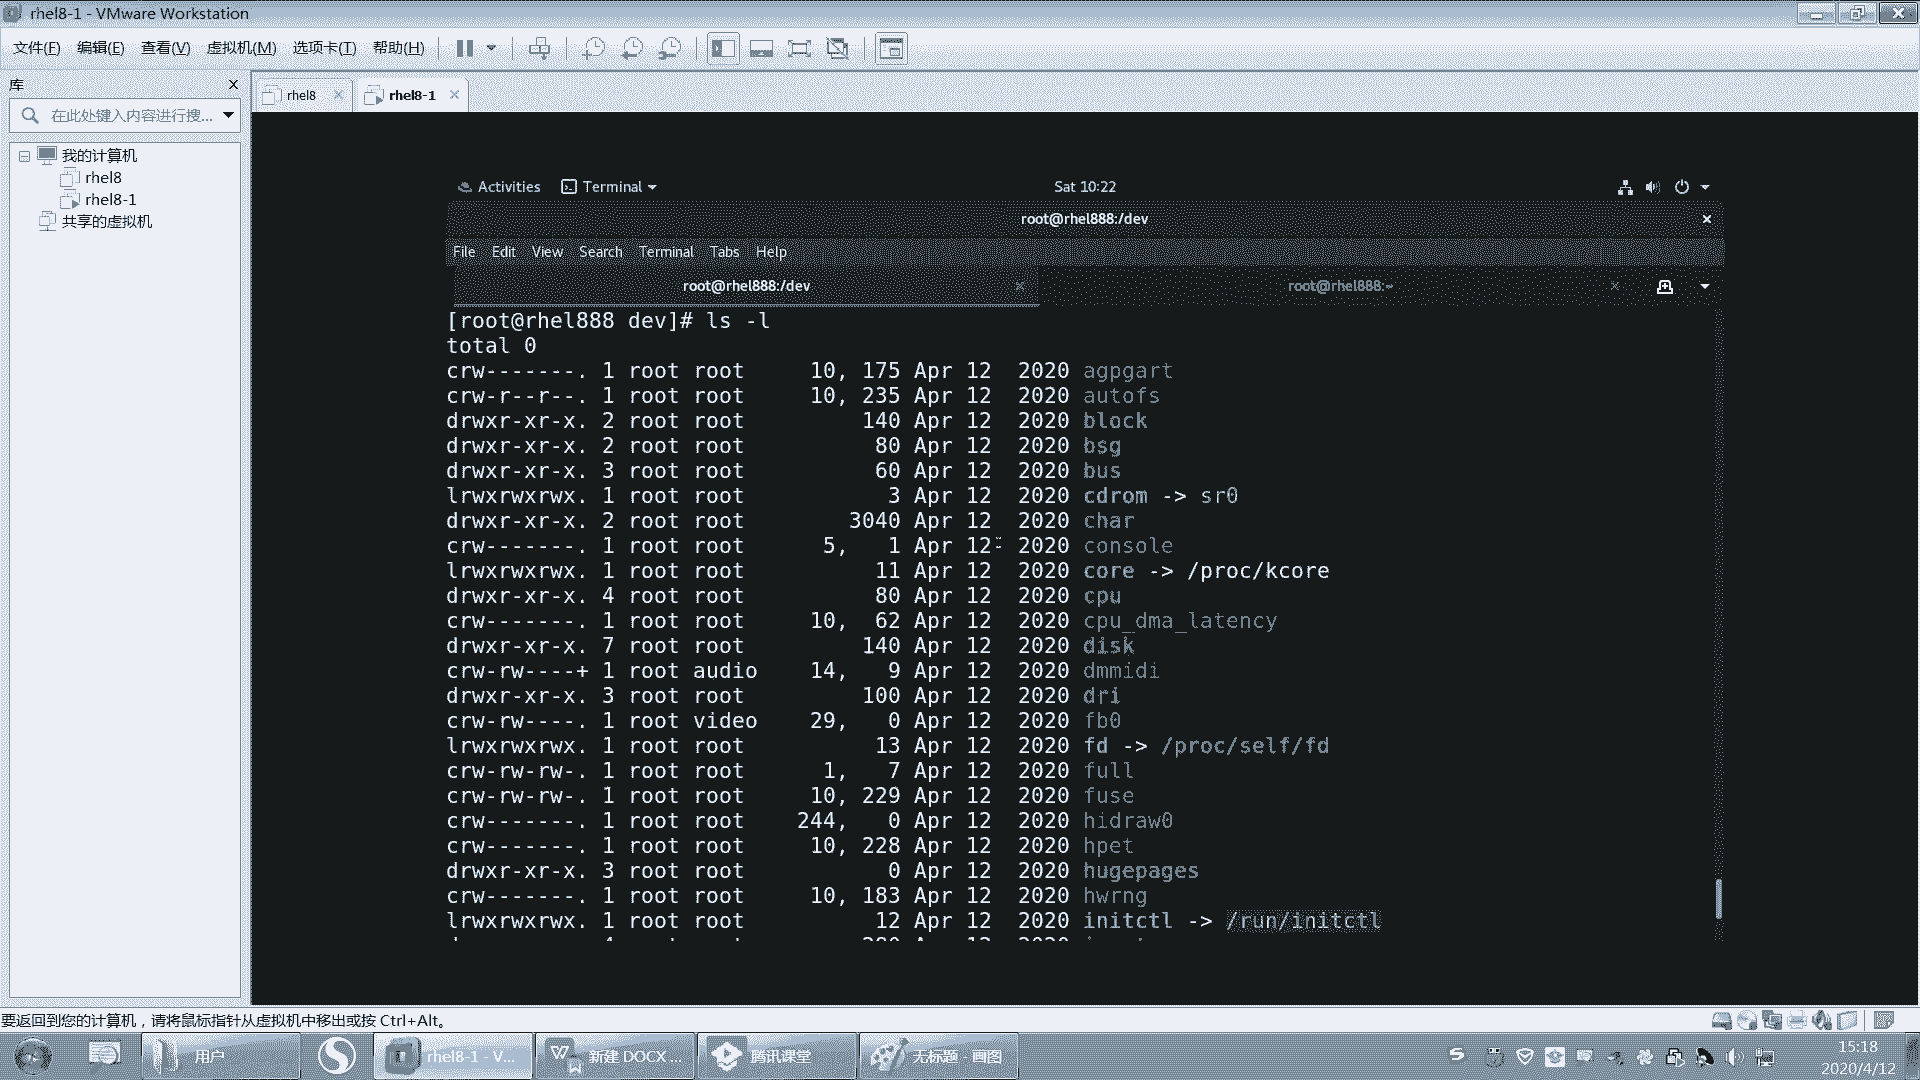 rhel8-1 - VMware Workstation
文件(F) 编辑(E) 查看(V) 虚拟机(M) 选项卡(T) 帮助(H)
库
在此处键入内容进行搜...
我的计算机
rhel8
rhel8-1
共享的虚拟机
rhel8 rhel8-1
Activities Terminal Sat 10:22
root@rhel888:/dev
File Edit View Search Terminal Tabs Help
root@rhel888:/dev root@rhel888:~
[root@rhel888 dev]# ls -l
total 0
crw-------. 1 root root 10, 175 Apr 12 2020 agpgart
crw-r--r--. 1 root root 10, 235 Apr 12 2020 autofs
drwxr-xr-x. 2 root root 140 Apr 12 2020 block
drwxr-xr-x. 2 root root 80 Apr 12 2020 bsg
drwxr-xr-x. 3 root root 60 Apr 12 2020 bus
lrwxrwxrwx. 1 root root 3 Apr 12 2020 cdrom -> sr0
drwxr-xr-x. 2 root root 3040 Apr 12 2020 char
crw-------. 1 root root 5, 1 Apr 12 2020 console
lrwxrwxrwx. 1 root root 11 Apr 12 2020 core -> /proc/kcore
drwxr-xr-x. 4 root root 80 Apr 12 2020 cpu
crw-------. 1 root root 10, 62 Apr 12 2020 cpu_dma_latency
drwxr-xr-x. 7 root root 140 Apr 12 2020 disk
crw-rw----+ 1 root audio 14, 9 Apr 12 2020 dmmidi
drwxr-xr-x. 3 root root 100 Apr 12 2020 dri
crw-rw----. 1 root video 29, 0 Apr 12 2020 fb0
lrwxrwxrwx. 1 root root 13 Apr 12 2020 fd -> /proc/self/fd
crw-rw-rw-. 1 root root 1, 7 Apr 12 2020 full
crw-rw-rw-. 1 root root 10, 229 Apr 12 2020 fuse
crw-------. 1 root root 244, 0 Apr 12 2020 hidraw0
crw-------. 1 root root 10, 228 Apr 12 2020 hpet
drwxr-xr-x. 3 root root 0 Apr 12 2020 hugepages
crw-------. 1 root root 10, 183 Apr 12 2020 hwrng
lrwxrwxrwx. 1 root root 12 Apr 12 2020 initctl -> /run/initctl
要返回到您的计算机，请将鼠标指针从虚拟机中移出或按 Ctrl+Alt。
用户 rhel8-1 - V... 新建 DOCX ... 腾讯课堂 无标题 - 画图
15:18
2020/4/12